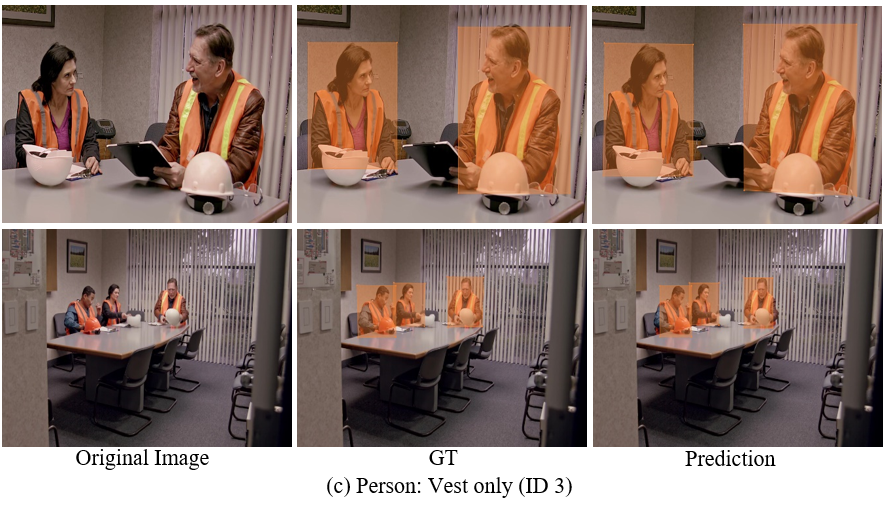 Original Image
GT
Prediction
(c) Person: Vest only (ID 3)